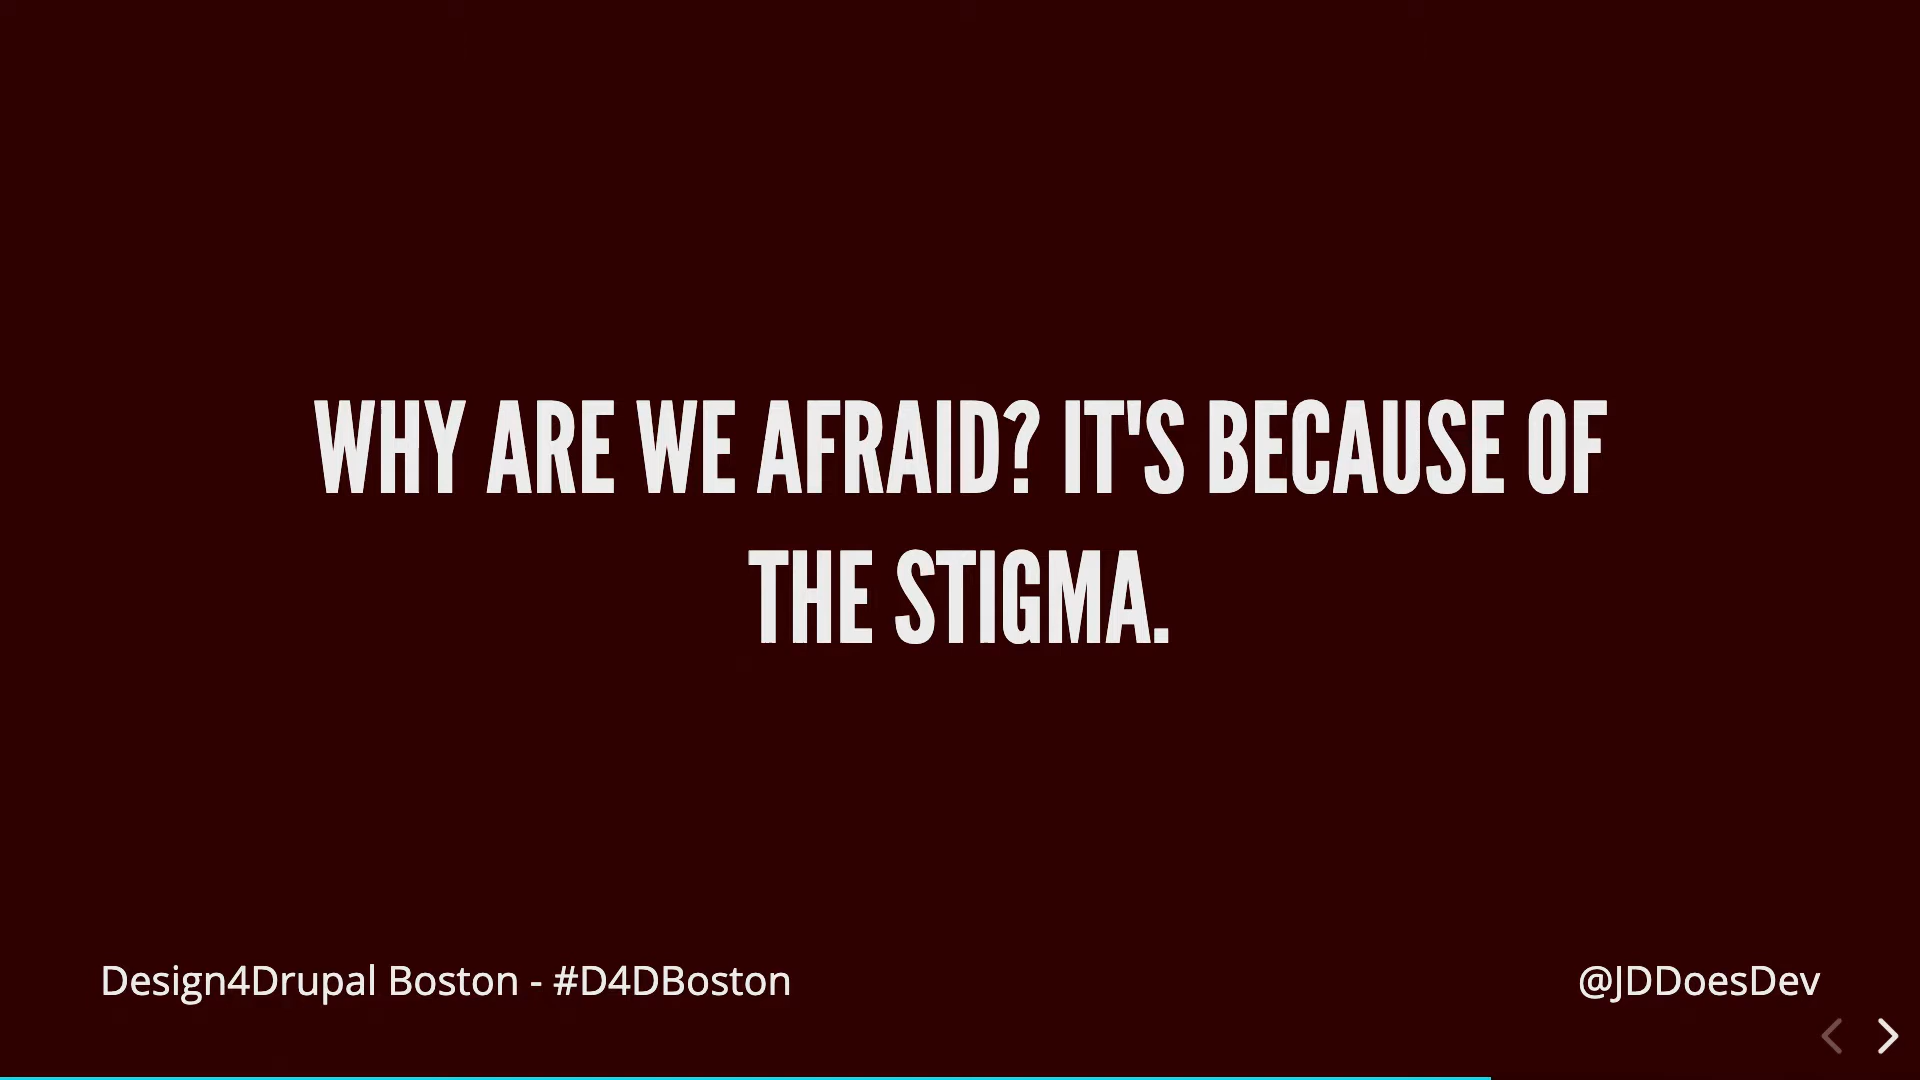 WHY ARE WE AFRAID? IT'S BECAUSE OF
THE STIGMA.
Design4Drupal Boston - #D4DBoston
@JDDoesDev